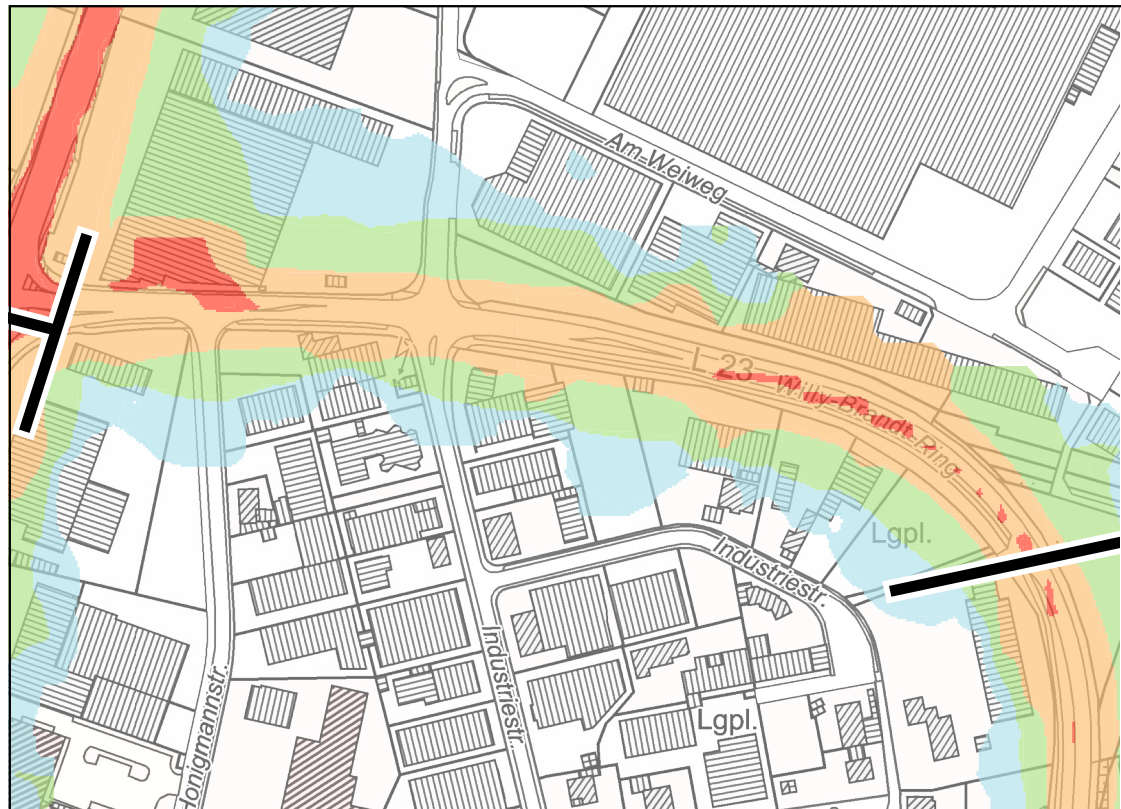 Am Weiweg
L 23
Willy-Brandt-Ring
Lgpl.
Industriestr.
Industriestr.
Honigmannstr.
Lgpl.